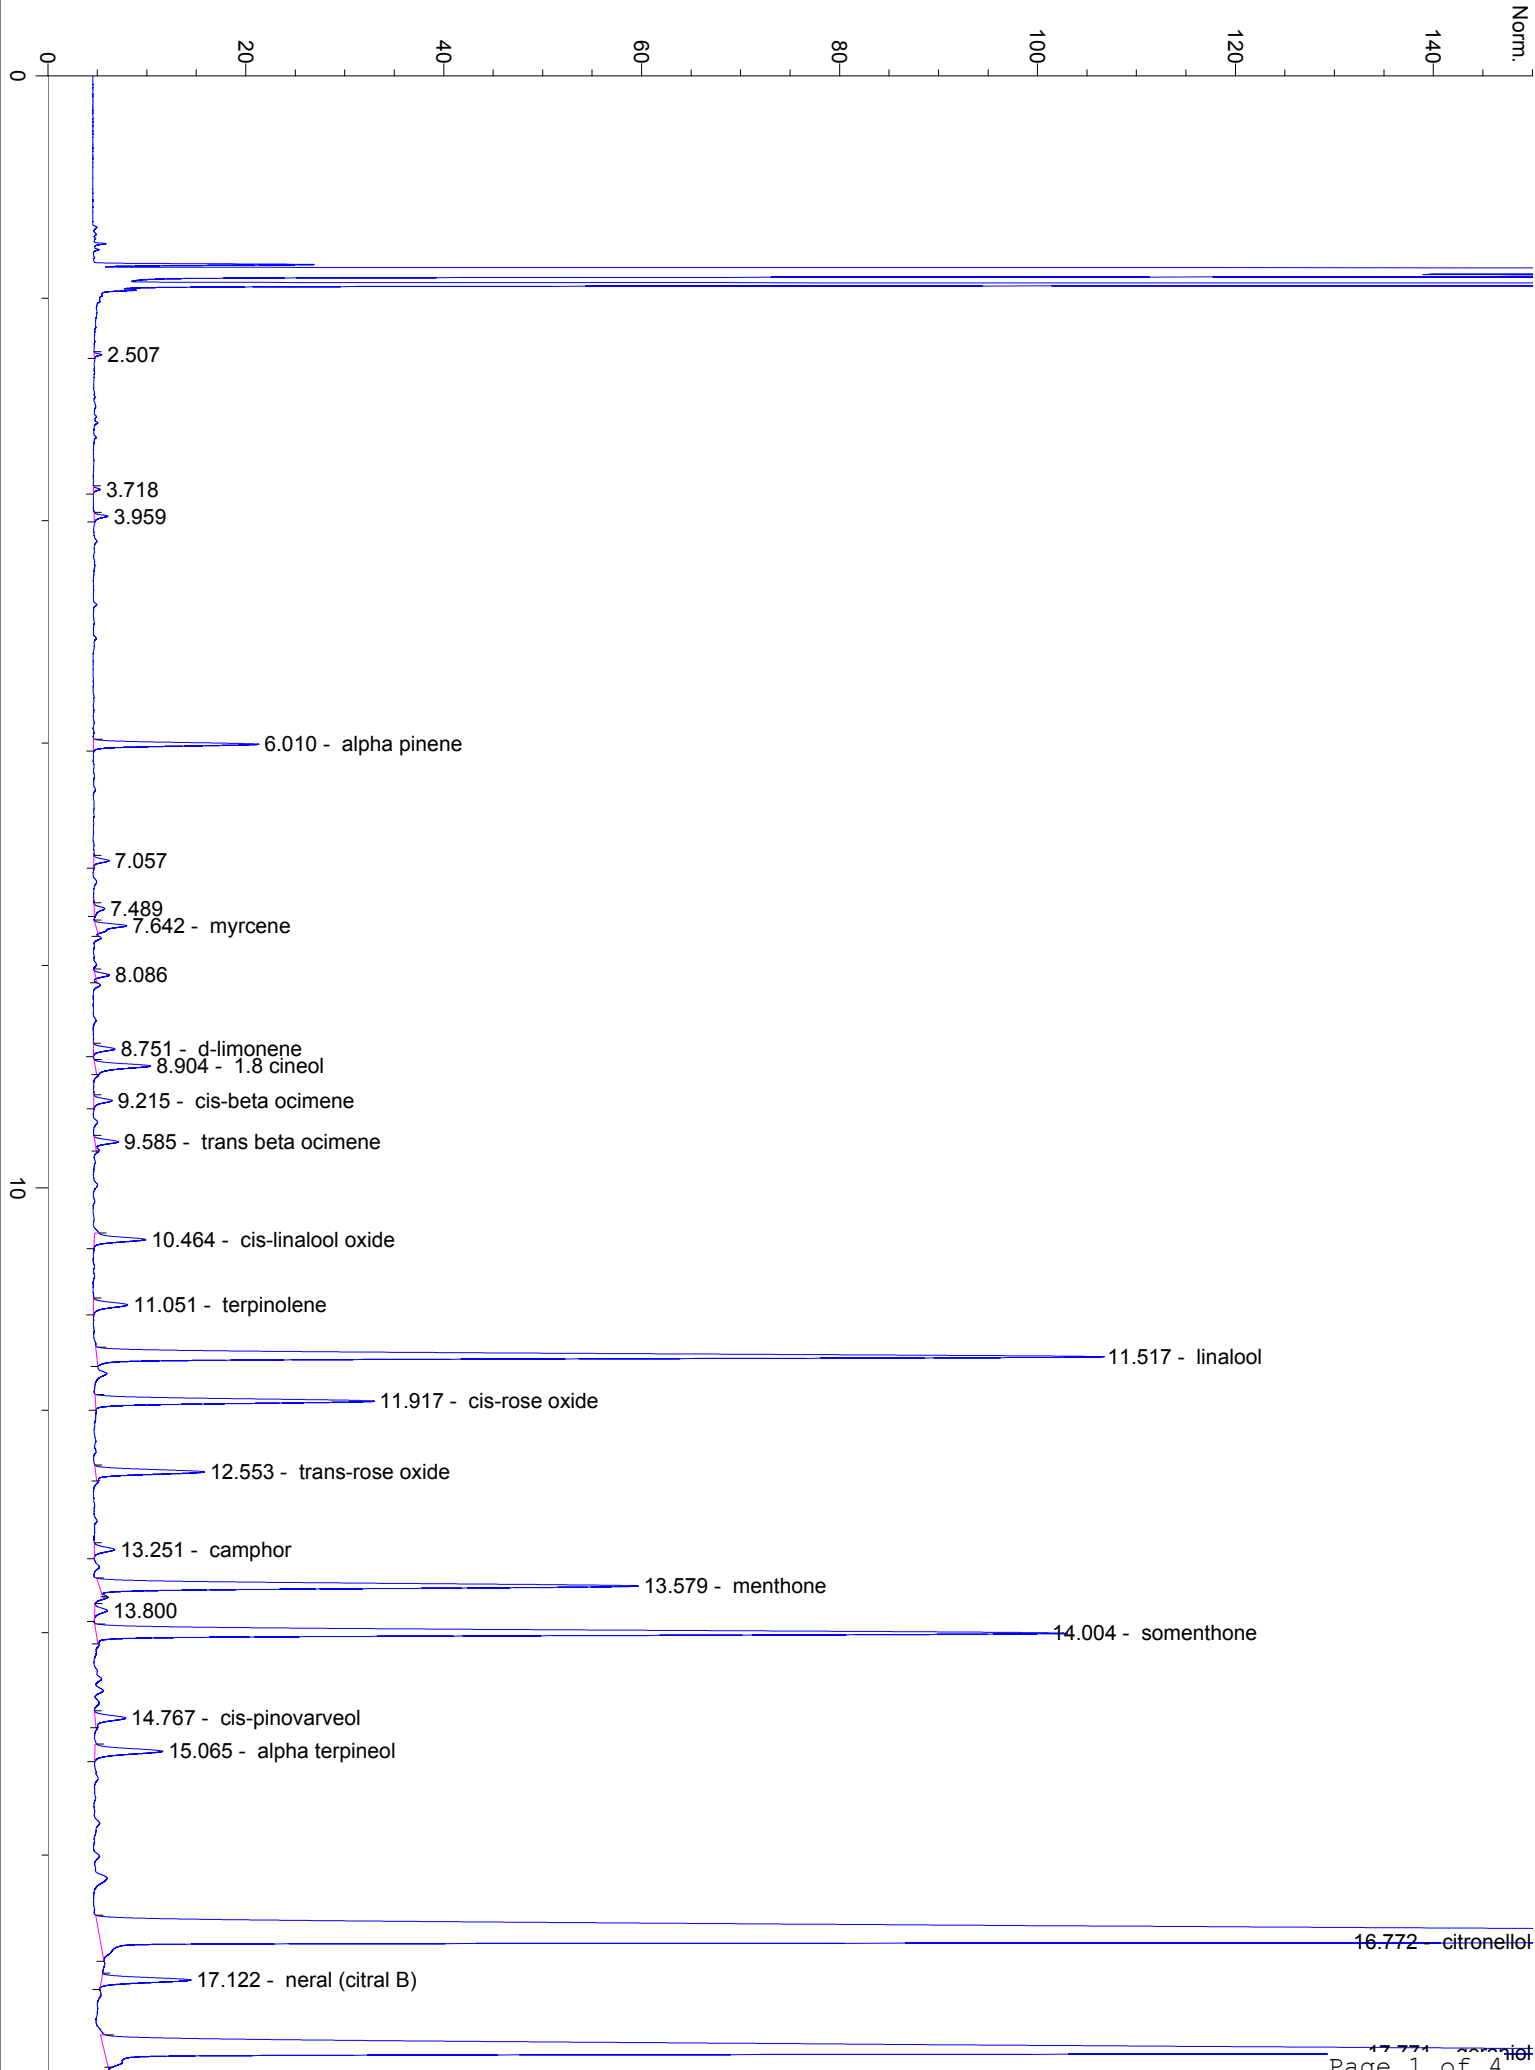 Norm.
0
20
40
60
80
100
120
140
0
2.507
3.718
3.959
6.010 - alpha pinene
7.057
7.489
7.642 - myrcene
8.086
8.751 - d-limonene
8.904 - 1.8 cineol
9.215 - cis-beta ocimene
9.585 - trans beta ocimene
10
10.464 - cis-linalool oxide
11.051 - terpinolene
11.517 - linalool
11.917 - cis-rose oxide
12.553 - trans-rose oxide
13.251 - camphor
13.579 - menthone
13.800
14.004 - somenthone
14.767 - cis-pinovarveol
15.065 - alpha terpineol
16.772 - citronellol
17.122 - neral (citral B)
17.771 - geraniol
Page 1 of 4